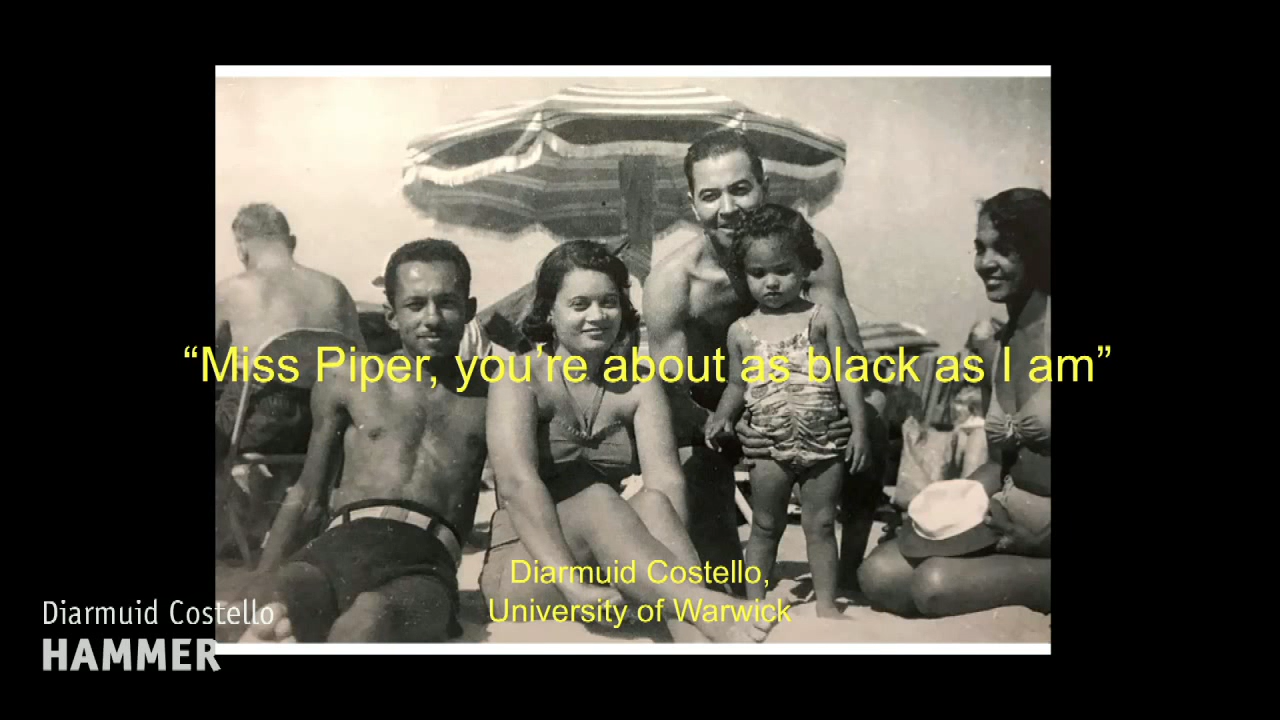 “Miss Piper, you’re about as black as I am”
Diarmuid Costello,
University of Warwick
Diarmuid Costello
HAMMER